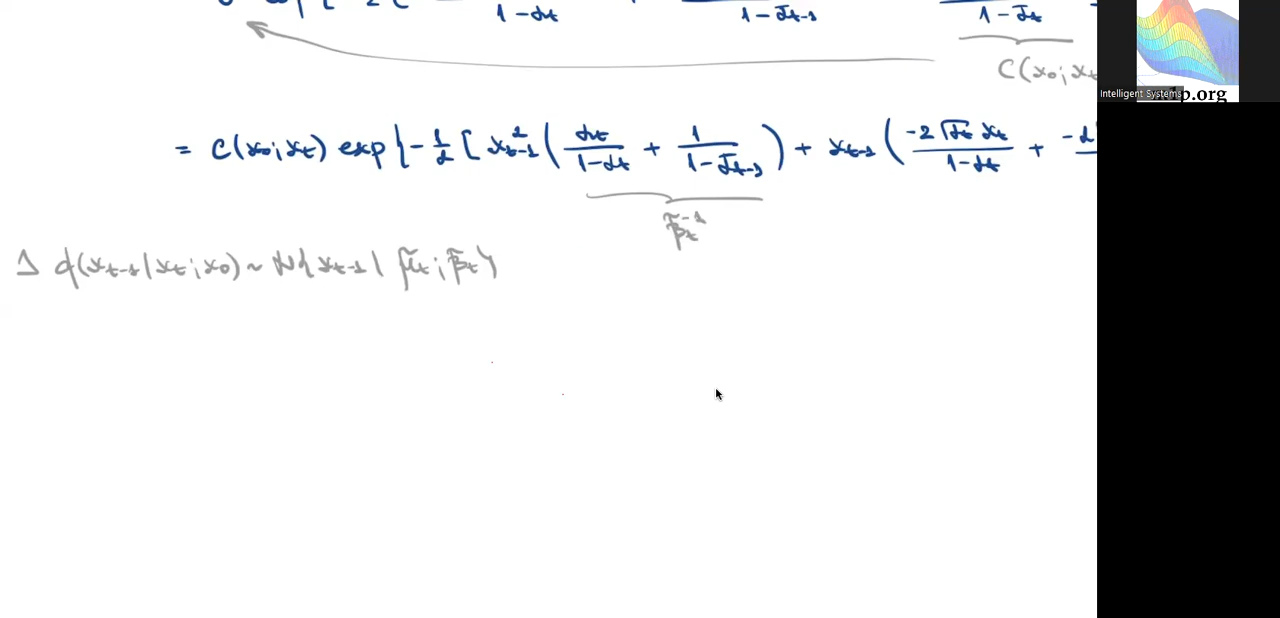 1 - αt 1 - ᾱt-1 1 - ᾱt
C(x0; xt
= C(x0; xt) exp{ - 1/2 [ x²t-1 ( αt/(1-αt) + 1/(1-ᾱt-1) ) + xt-1 ( -2√αt xt/(1-αt) + -2
β̃t⁻¹
Δ q(xt-1 | xt; x0) ~ N{xt-1 | μ̃t; β̃t}
Intelligent Systems
p.org